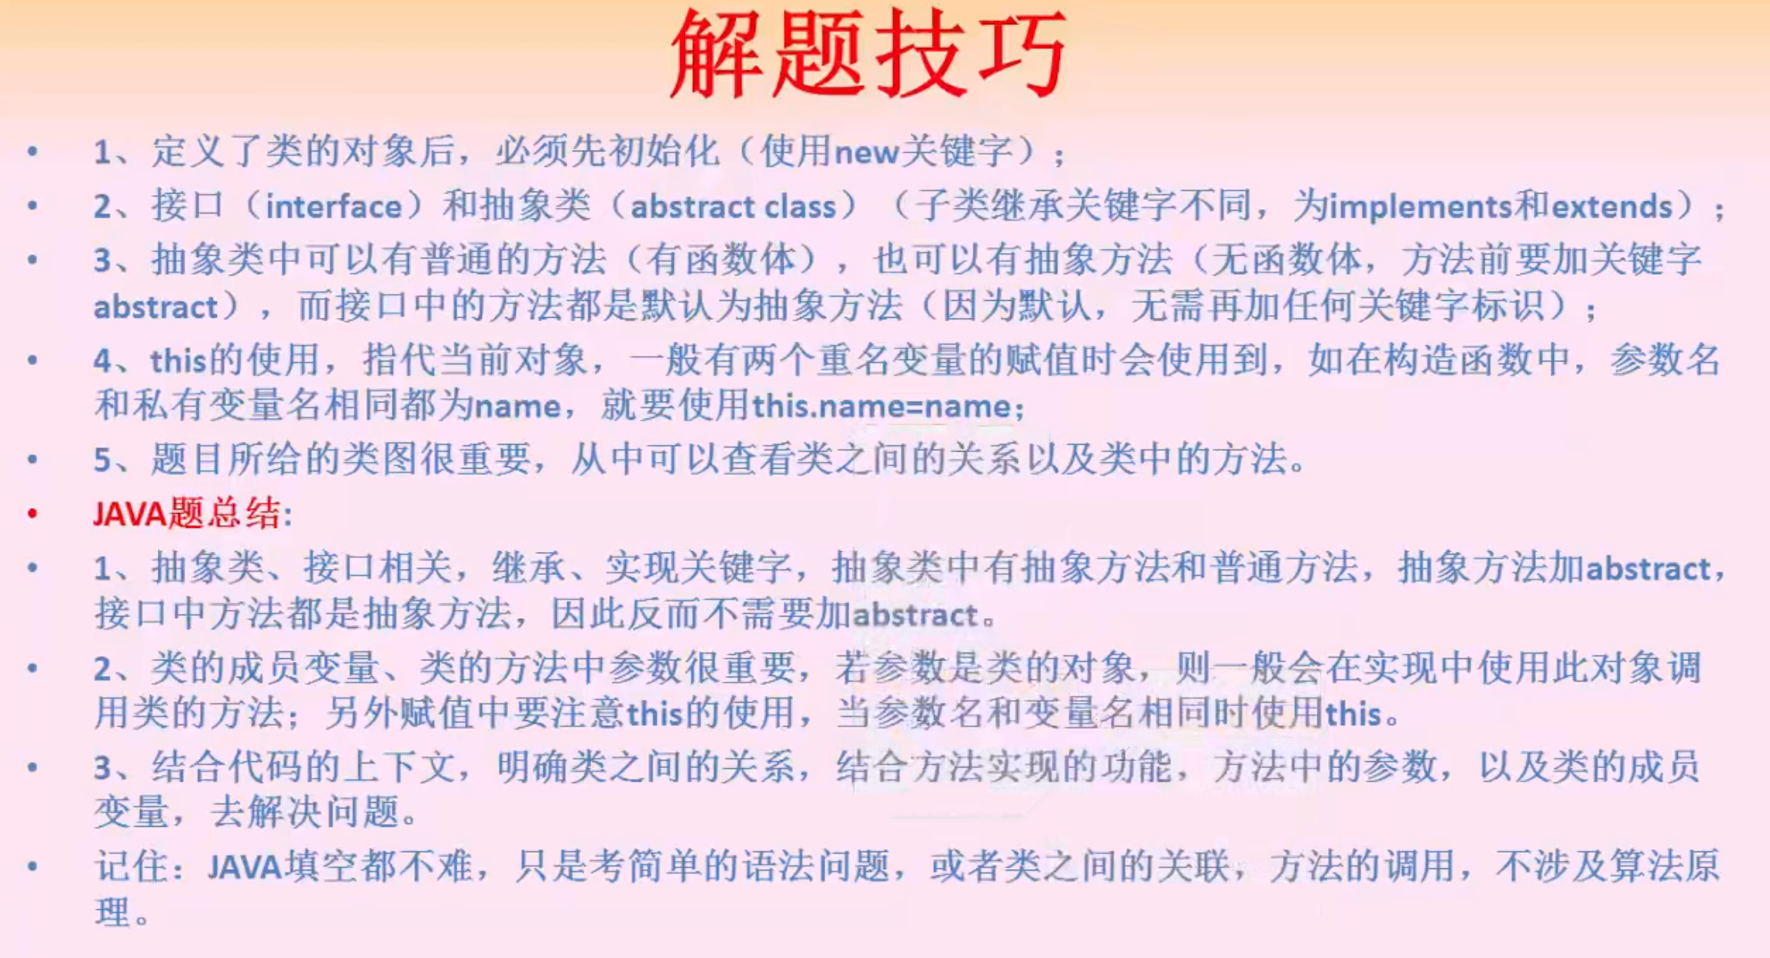 解题技巧
• 1、定义了类的对象后，必须先初始化（使用new关键字）；
• 2、接口（interface）和抽象类（abstract class）（子类继承关键字不同，为implements和extends）；
• 3、抽象类中可以有普通的方法（有函数体），也可以有抽象方法（无函数体，方法前要加关键字
abstract），而接口中的方法都是默认为抽象方法（因为默认，无需再加任何关键字标识）；
• 4、this的使用，指代当前对象，一般有两个重名变量的赋值时会使用到，如在构造函数中，参数名
和私有变量名相同都为name，就要使用this.name=name；
• 5、题目所给的类图很重要，从中可以查看类之间的关系以及类中的方法。
• JAVA题总结:
• 1、抽象类、接口相关，继承、实现关键字，抽象类中有抽象方法和普通方法，抽象方法加abstract，
接口中方法都是抽象方法，因此反而不需要加abstract。
• 2、类的成员变量、类的方法中参数很重要，若参数是类的对象，则一般会在实现中使用此对象调
用类的方法；另外赋值中要注意this的使用，当参数名和变量名相同时使用this。
• 3、结合代码的上下文，明确类之间的关系，结合方法实现的功能，方法中的参数，以及类的成员
变量，去解决问题。
• 记住：JAVA填空都不难，只是考简单的语法问题，或者类之间的关联，方法的调用，不涉及算法原
理。